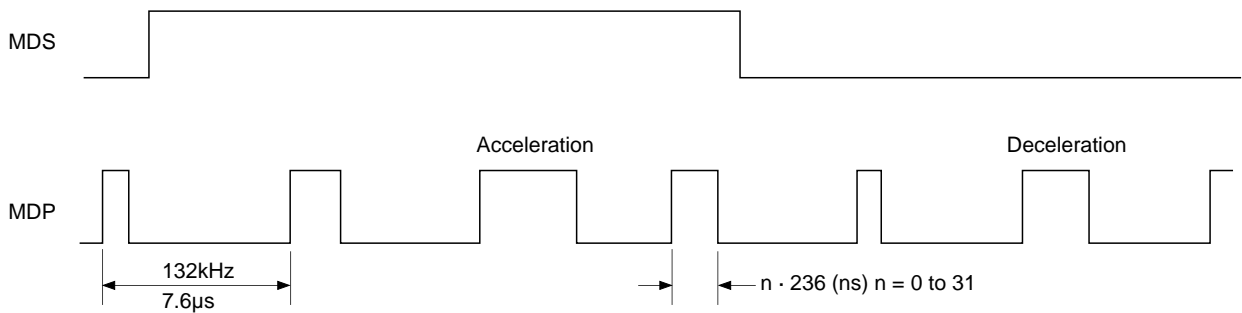 MDS
Acceleration
Deceleration
MDP
132kHz
7.6μs
n · 236 (ns) n = 0 to 31